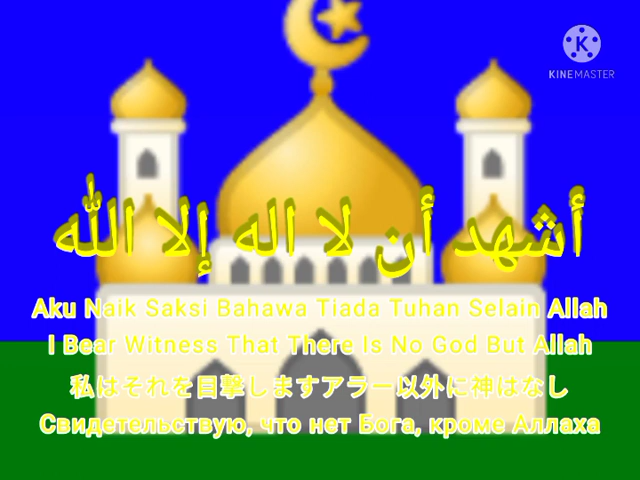 KINEMASTER
أشهد أن لا اله إلا الله
Aku Naik Saksi Bahawa Tiada Tuhan Selain Allah
I Bear Witness That There Is No God But Allah
私はそれを目撃しますアラー以外に神はなし
Свидетельствую, что нет Бога, кроме Аллаха